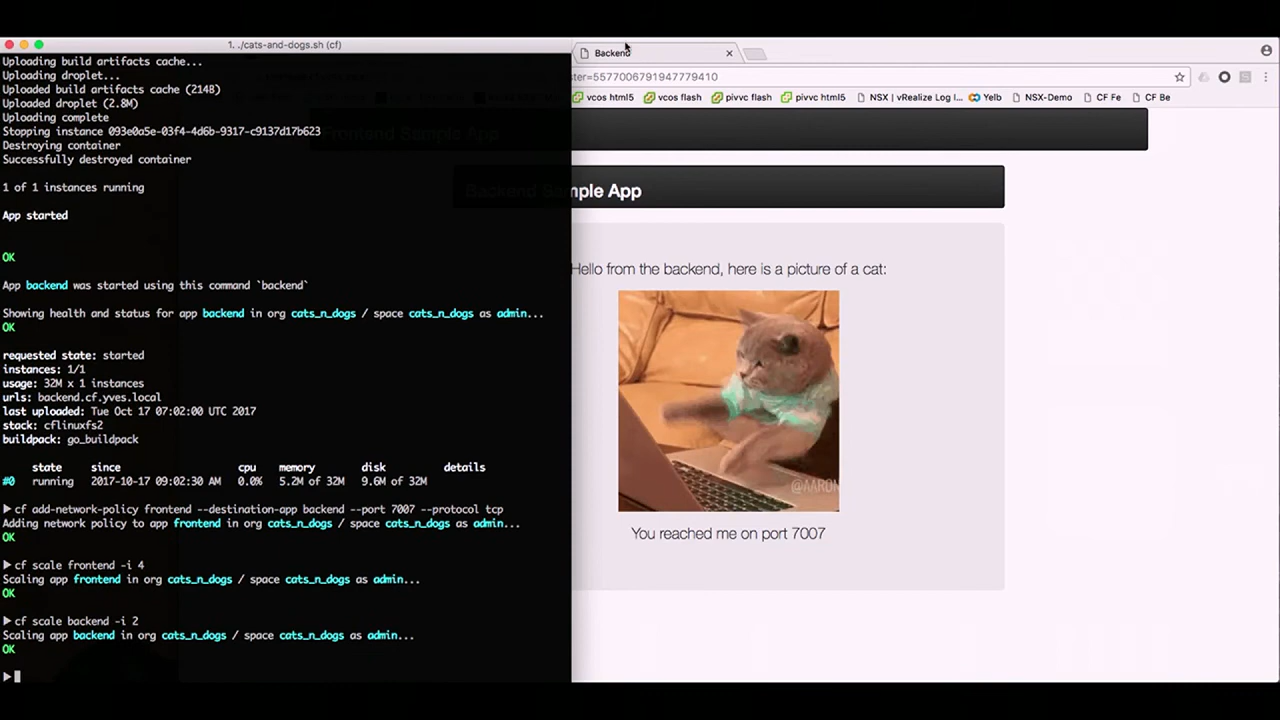 1. ./cats-and-dogs.sh (cf)
Uploading build artifacts cache...
Uploading droplet...
Uploaded build artifacts cache (214B)
Uploaded droplet (2.8M)
Uploading complete
Stopping instance 093e0a5e-03f4-4d6b-9317-c9137d17b623
Destroying container
Successfully destroyed container
1 of 1 instances running
App started
OK
App backend was started using this command `backend`
Showing health and status for app backend in org cats_n_dogs / space cats_n_dogs as admin...
OK
requested state: started
instances: 1/1
usage: 32M x 1 instances
urls: backend.cf.yves.local
last uploaded: Tue Oct 17 07:02:00 UTC 2017
stack: cflinuxfs2
buildpack: go_buildpack
state since cpu memory disk details
#0 running 2017-10-17 09:02:30 AM 0.0% 5.2M of 32M 9.6M of 32M
cf add-network-policy frontend --destination-app backend --port 7007 --protocol tcp
Adding network policy to app frontend in org cats_n_dogs / space cats_n_dogs as admin...
OK
cf scale frontend -i 4
Scaling app frontend in org cats_n_dogs / space cats_n_dogs as admin...
OK
cf scale backend -i 2
Scaling app backend in org cats_n_dogs / space cats_n_dogs as admin...
OK
Backend
ster=5577006791947779410
vcos html5 vcos flash pivvc flash pivvc html5 NSX | vRealize Log I... Yelb NSX-Demo CF Fe CF Be
Frontend Sample App
Backend Sample App
Hello from the backend, here is a picture of a cat:
@AARON
You reached me on port 7007